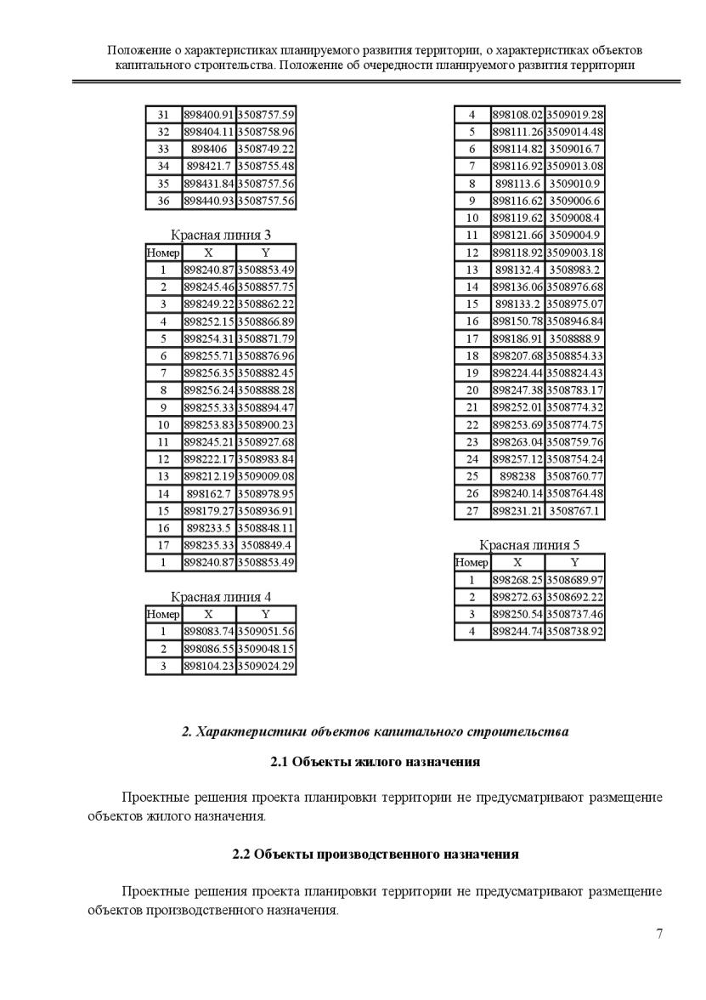 Положение о характеристиках планируемого развития территории, о характеристиках объектов
капитального строительства. Положение об очередности планируемого развития территории
31 898400.91 3508757.59
32 898404.11 3508758.96
33 898406 3508749.22
34 898421.7 3508755.48
35 898431.84 3508757.56
36 898440.93 3508757.56
Красная линия 3
Номер X Y
1 898240.87 3508853.49
2 898245.46 3508857.75
3 898249.22 3508862.22
4 898252.15 3508866.89
5 898254.31 3508871.79
6 898255.71 3508876.96
7 898256.35 3508882.45
8 898256.24 3508888.28
9 898255.33 3508894.47
10 898253.83 3508900.23
11 898245.21 3508927.68
12 898222.17 3508983.84
13 898212.19 3509009.08
14 898162.7 3508978.95
15 898179.27 3508936.91
16 898233.5 3508848.11
17 898235.33 3508849.4
1 898240.87 3508853.49
Красная линия 4
Номер X Y
1 898083.74 3509051.56
2 898086.55 3509048.15
3 898104.23 3509024.29
4 898108.02 3509019.28
5 898111.26 3509014.48
6 898114.82 3509016.7
7 898116.92 3509013.08
8 898113.6 3509010.9
9 898116.62 3509006.6
10 898119.62 3509008.4
11 898121.66 3509004.9
12 898118.92 3509003.18
13 898132.4 3508983.2
14 898136.06 3508976.68
15 898133.2 3508975.07
16 898150.78 3508946.84
17 898186.91 3508888.9
18 898207.68 3508854.33
19 898224.44 3508824.43
20 898247.38 3508783.17
21 898252.01 3508774.32
22 898253.69 3508774.75
23 898263.04 3508759.76
24 898257.12 3508754.24
25 898238 3508760.77
26 898240.14 3508764.48
27 898231.21 3508767.1
Красная линия 5
Номер X Y
1 898268.25 3508689.97
2 898272.63 3508692.22
3 898250.54 3508737.46
4 898244.74 3508738.92
2. Характеристики объектов капитального строительства
2.1 Объекты жилого назначения
Проектные решения проекта планировки территории не предусматривают размещение
объектов жилого назначения.
2.2 Объекты производственного назначения
Проектные решения проекта планировки территории не предусматривают размещение
объектов производственного назначения.
7